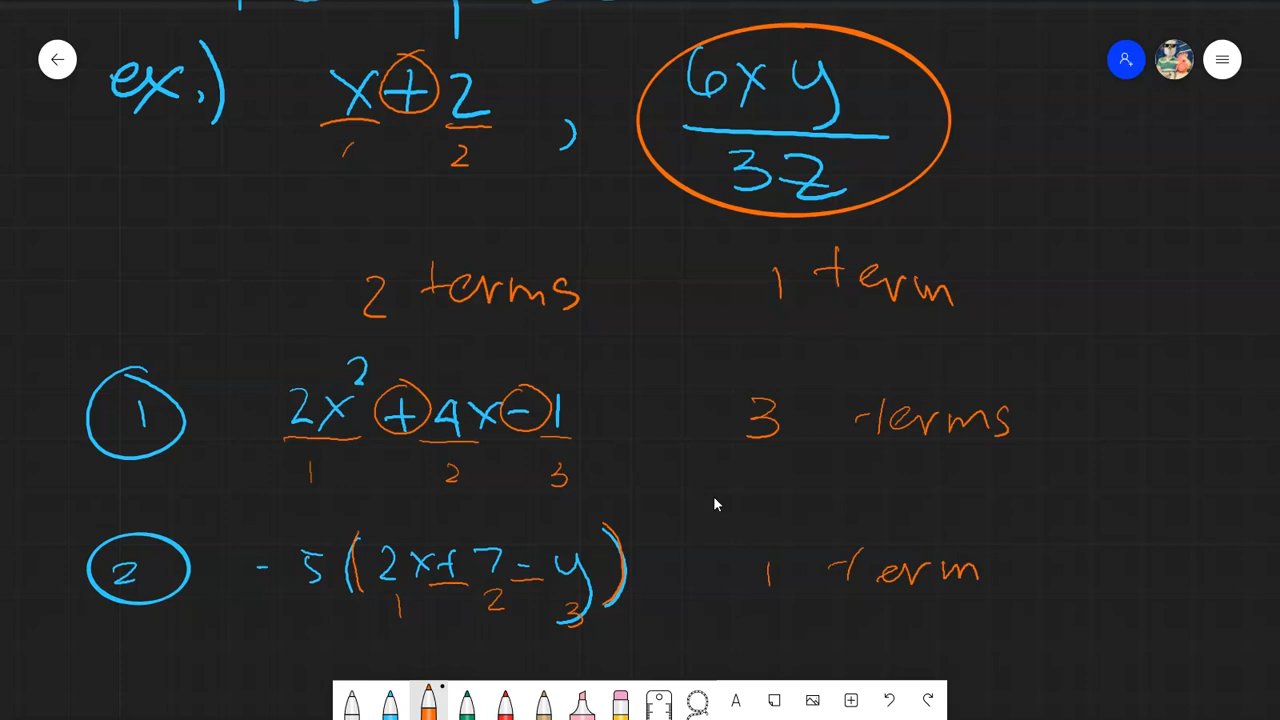 ex.) x + 2 , 6xy
1 2 3z
2 terms 1 term
1 2x² + 4x - 1 3 terms
1 2 3
2 - 5 ( 2x + 7 - y ) 1 term
1 2 3
A